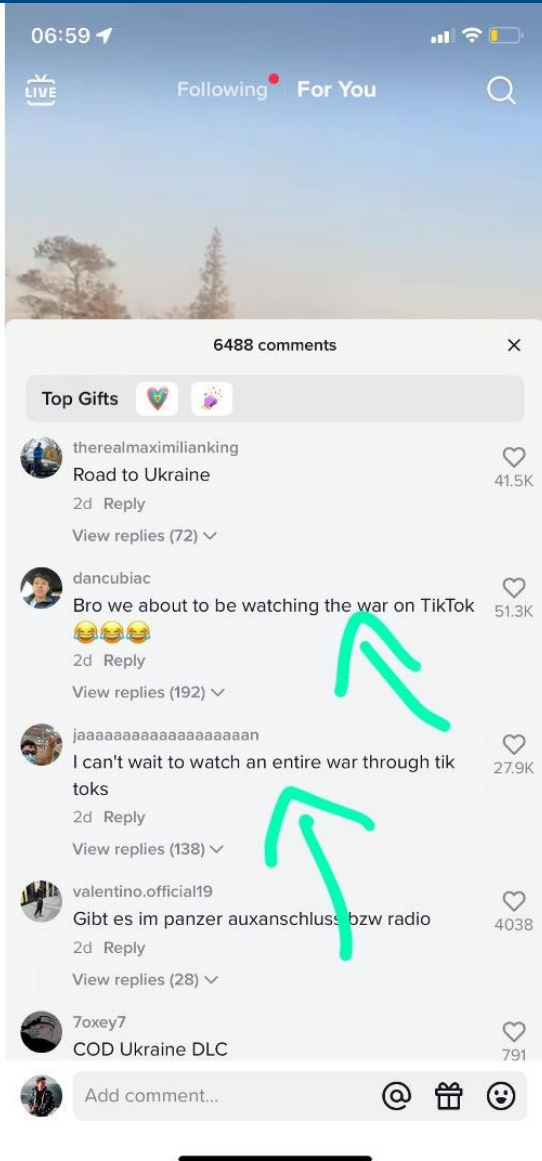 06:59
LIVE
Following For You
6488 comments
Top Gifts
therealmaximilianking
Road to Ukraine
2d Reply
41.5K
View replies (72)
dancubiac
Bro we about to be watching the war on TikTok
😂😂😂
51.3K
2d Reply
View replies (192)
jaaaaaaaaaaaaaaaaaaan
I can't wait to watch an entire war through tik
toks
27.9K
2d Reply
View replies (138)
valentino.official19
Gibt es im panzer auxanschluss bzw radio
4038
2d Reply
View replies (28)
7oxey7
COD Ukraine DLC
791
Add comment...